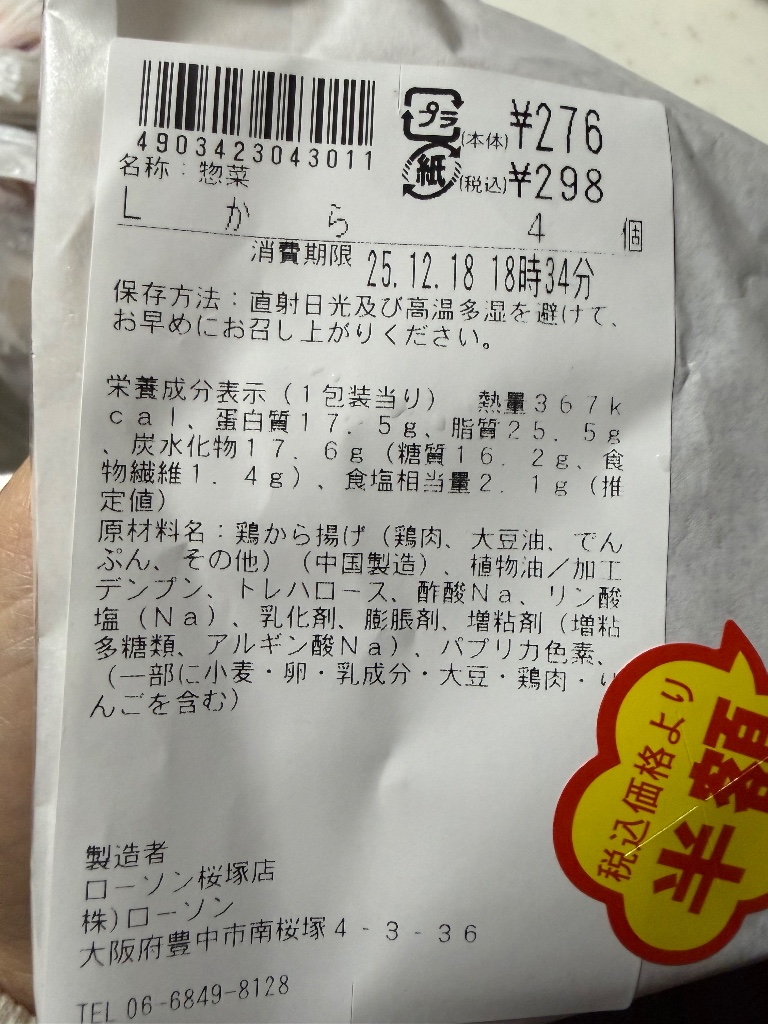 4903423043011
プラ
(本体) ¥276
紙
(税込) ¥298
名称:惣菜
Lから 4個
消費期限 25.12.18 18時34分
保存方法:直射日光及び高温多湿を避けて、
お早めにお召し上がりください。
栄養成分表示(1包装当り) 熱量367k
cal、蛋白質17.5g、脂質25.5g
、炭水化物17.6g(糖質16.2g、食
物繊維1.4g)、食塩相当量2.1g(推
定値)
原材料名:鶏から揚げ(鶏肉、大豆油、でん
ぷん、その他)(中国製造)、植物油/加工
デンプン、トレハロース、酢酸Na、リン酸
塩(Na)、乳化剤、膨脹剤、増粘剤(増粘
多糖類、アルギン酸Na)、パプリカ色素、
(一部に小麦・卵・乳成分・大豆・鶏肉・り
んごを含む)
税込価格より
半額
製造者
ローソン桜塚店
株)ローソン
大阪府豊中市南桜塚4-3-36
TEL 06-6849-8128